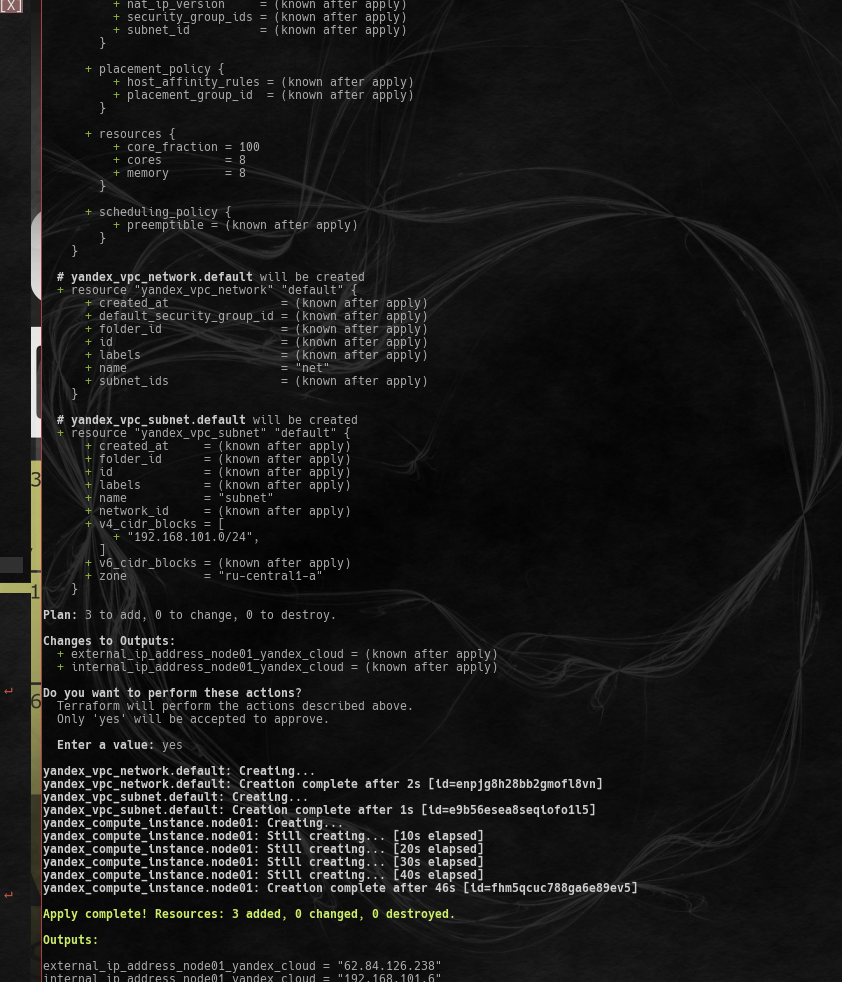 [X]
+ nat_ip_version     = (known after apply)
+ security_group_ids = (known after apply)
+ subnet_id          = (known after apply)
}
+ placement_policy {
+ host_affinity_rules = (known after apply)
+ placement_group_id  = (known after apply)
}
+ resources {
+ core_fraction = 100
+ cores         = 8
+ memory        = 8
}
+ scheduling_policy {
+ preemptible = (known after apply)
}
}
# yandex_vpc_network.default will be created
+ resource "yandex_vpc_network" "default" {
+ created_at                = (known after apply)
+ default_security_group_id = (known after apply)
+ folder_id                 = (known after apply)
+ id                        = (known after apply)
+ labels                    = (known after apply)
+ name                      = "net"
+ subnet_ids                = (known after apply)
}
# yandex_vpc_subnet.default will be created
+ resource "yandex_vpc_subnet" "default" {
+ created_at     = (known after apply)
+ folder_id      = (known after apply)
+ id             = (known after apply)
+ labels         = (known after apply)
+ name           = "subnet"
+ network_id     = (known after apply)
+ v4_cidr_blocks = [
+ "192.168.101.0/24",
]
+ v6_cidr_blocks = (known after apply)
+ zone           = "ru-central1-a"
}
3
1
6
Plan: 3 to add, 0 to change, 0 to destroy.
Changes to Outputs:
+ external_ip_address_node01_yandex_cloud = (known after apply)
+ internal_ip_address_node01_yandex_cloud = (known after apply)
Do you want to perform these actions?
Terraform will perform the actions described above.
Only 'yes' will be accepted to approve.
Enter a value: yes
yandex_vpc_network.default: Creating...
yandex_vpc_network.default: Creation complete after 2s [id=enpjg8h28bb2gmofl8vn]
yandex_vpc_subnet.default: Creating...
yandex_vpc_subnet.default: Creation complete after 1s [id=e9b56esea8seqiofo1l5]
yandex_compute_instance.node01: Creating...
yandex_compute_instance.node01: Still creating... [10s elapsed]
yandex_compute_instance.node01: Still creating... [20s elapsed]
yandex_compute_instance.node01: Still creating... [30s elapsed]
yandex_compute_instance.node01: Still creating... [40s elapsed]
yandex_compute_instance.node01: Creation complete after 46s [id=fhm5qcuc788ga6e89ev5]
Apply complete! Resources: 3 added, 0 changed, 0 destroyed.
Outputs:
external_ip_address_node01_yandex_cloud = "62.84.126.238"
internal_ip_address_node01_yandex_cloud = "192.168.101.6"